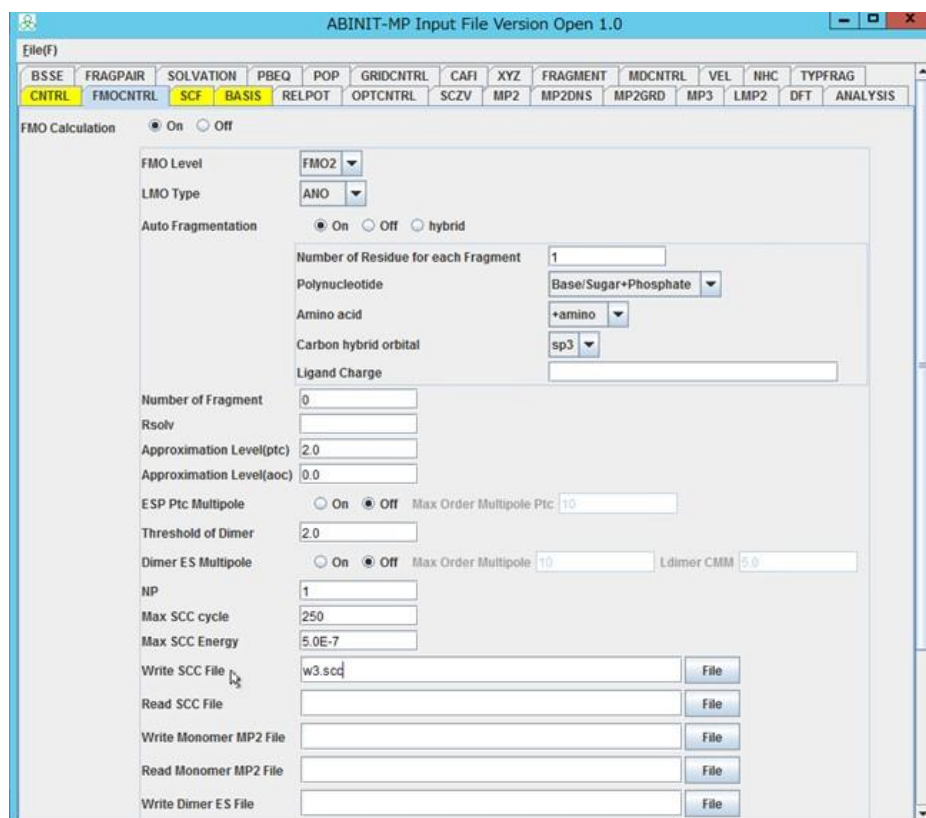 ABINIT-MP Input File Version Open 1.0
File(F)
BSSE FRAGPAIR SOLVATION PBEQ POP GRIDCNTRL CAFI XYZ FRAGMENT MDCNTRL VEL NHC TYPFRAG
CNTRL FMOCNTRL SCF BASIS RELPOT OPTCNTRL SCZV MP2 MP2DNS MP2GRD MP3 LMP2 DFT ANALYSIS
FMO Calculation On Off
FMO Level FMO2
LMO Type ANO
Auto Fragmentation On Off hybrid
Number of Residue for each Fragment 1
Polynucleotide Base/Sugar+Phosphate
Amino acid +amino
Carbon hybrid orbital sp3
Ligand Charge
Number of Fragment 0
Rsolv
Approximation Level(ptc) 2.0
Approximation Level(aoc) 0.0
ESP Ptc Multipole On Off Max Order Multipole Ptc 10
Threshold of Dimer 2.0
Dimer ES Multipole On Off Max Order Multipole 10 Ldimer CMM 5.0
NP 1
Max SCC cycle 250
Max SCC Energy 5.0E-7
Write SCC File w3.scc File
Read SCC File File
Write Monomer MP2 File File
Read Monomer MP2 File File
Write Dimer ES File File